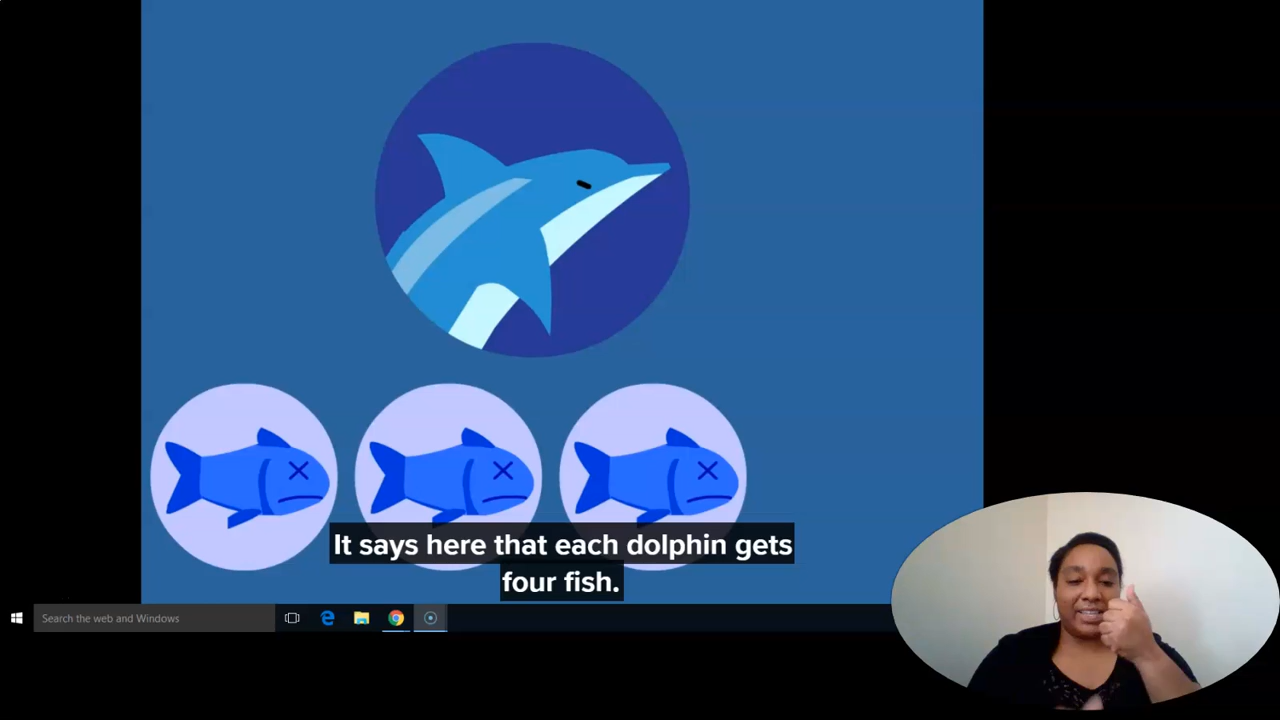 It says here that each dolphin gets
four fish.
Search the web and Windows